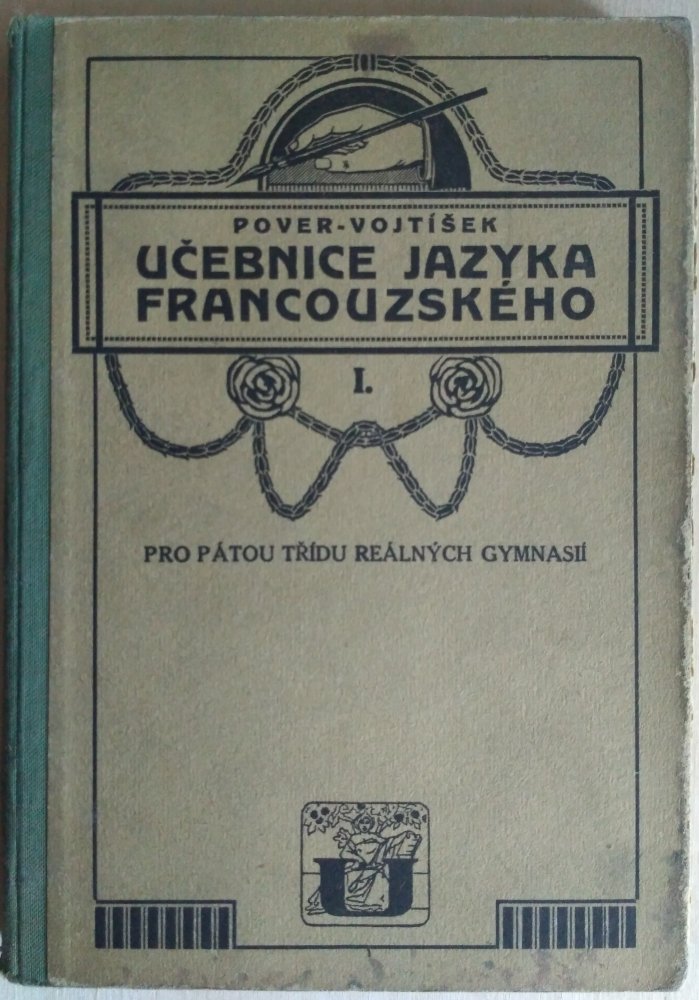 POVER-VOJTÍŠEK
UČEBNICE JAZYKA
FRANCOUZSKÉHO
I.
PRO PÁTOU TŘÍDU REÁLNÝCH GYMNASIÍ
U